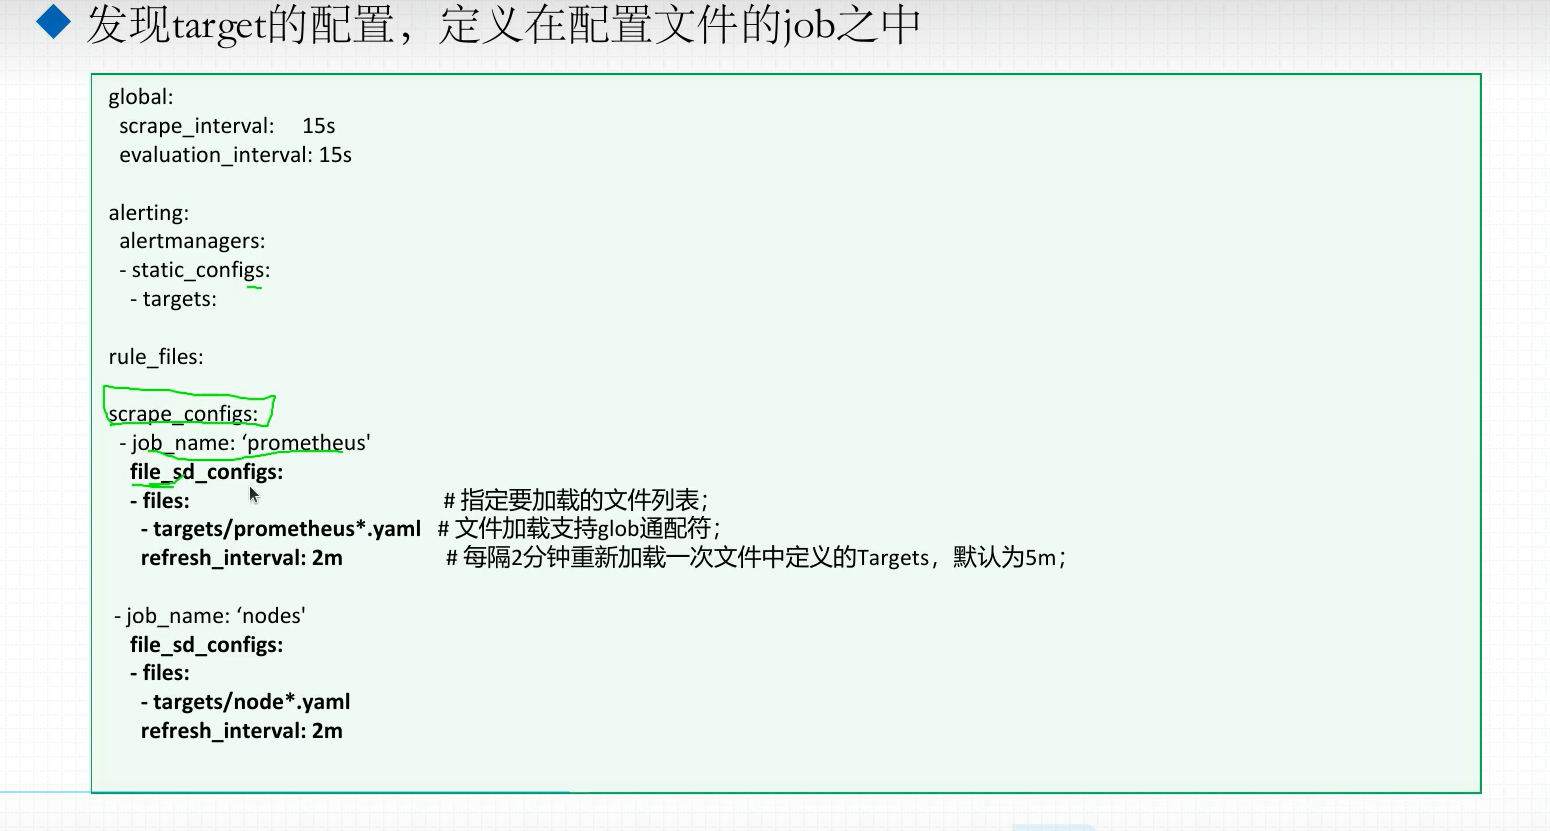 发现target的配置，定义在配置文件的job之中
global:
scrape_interval: 15s
evaluation_interval: 15s
alerting:
alertmanagers:
- static_configs:
- targets:
rule_files:
scrape_configs:
- job_name: ‘prometheus'
file_sd_configs:
- files: # 指定要加载的文件列表；
- targets/prometheus*.yaml # 文件加载支持glob通配符；
refresh_interval: 2m # 每隔2分钟重新加载一次文件中定义的Targets，默认为5m；
- job_name: ‘nodes'
file_sd_configs:
- files:
- targets/node*.yaml
refresh_interval: 2m